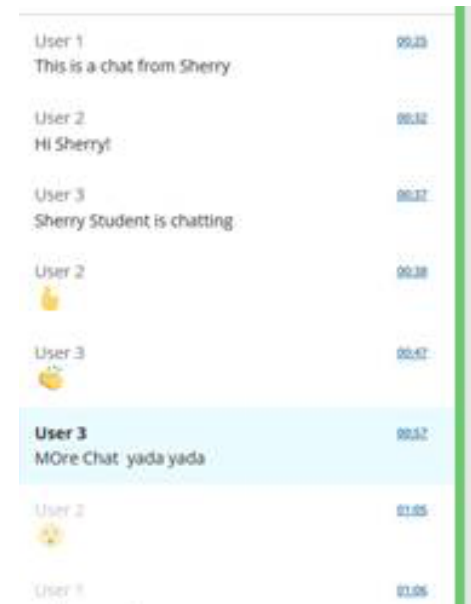 User 1 00:25
This is a chat from Sherry
User 2 00:32
Hi Sherry!
User 3 00:37
Sherry Student is chatting
User 2 00:38
User 3 00:47
User 3 00:57
MOre Chat yada yada
User 2 01:05
User 1 01:06